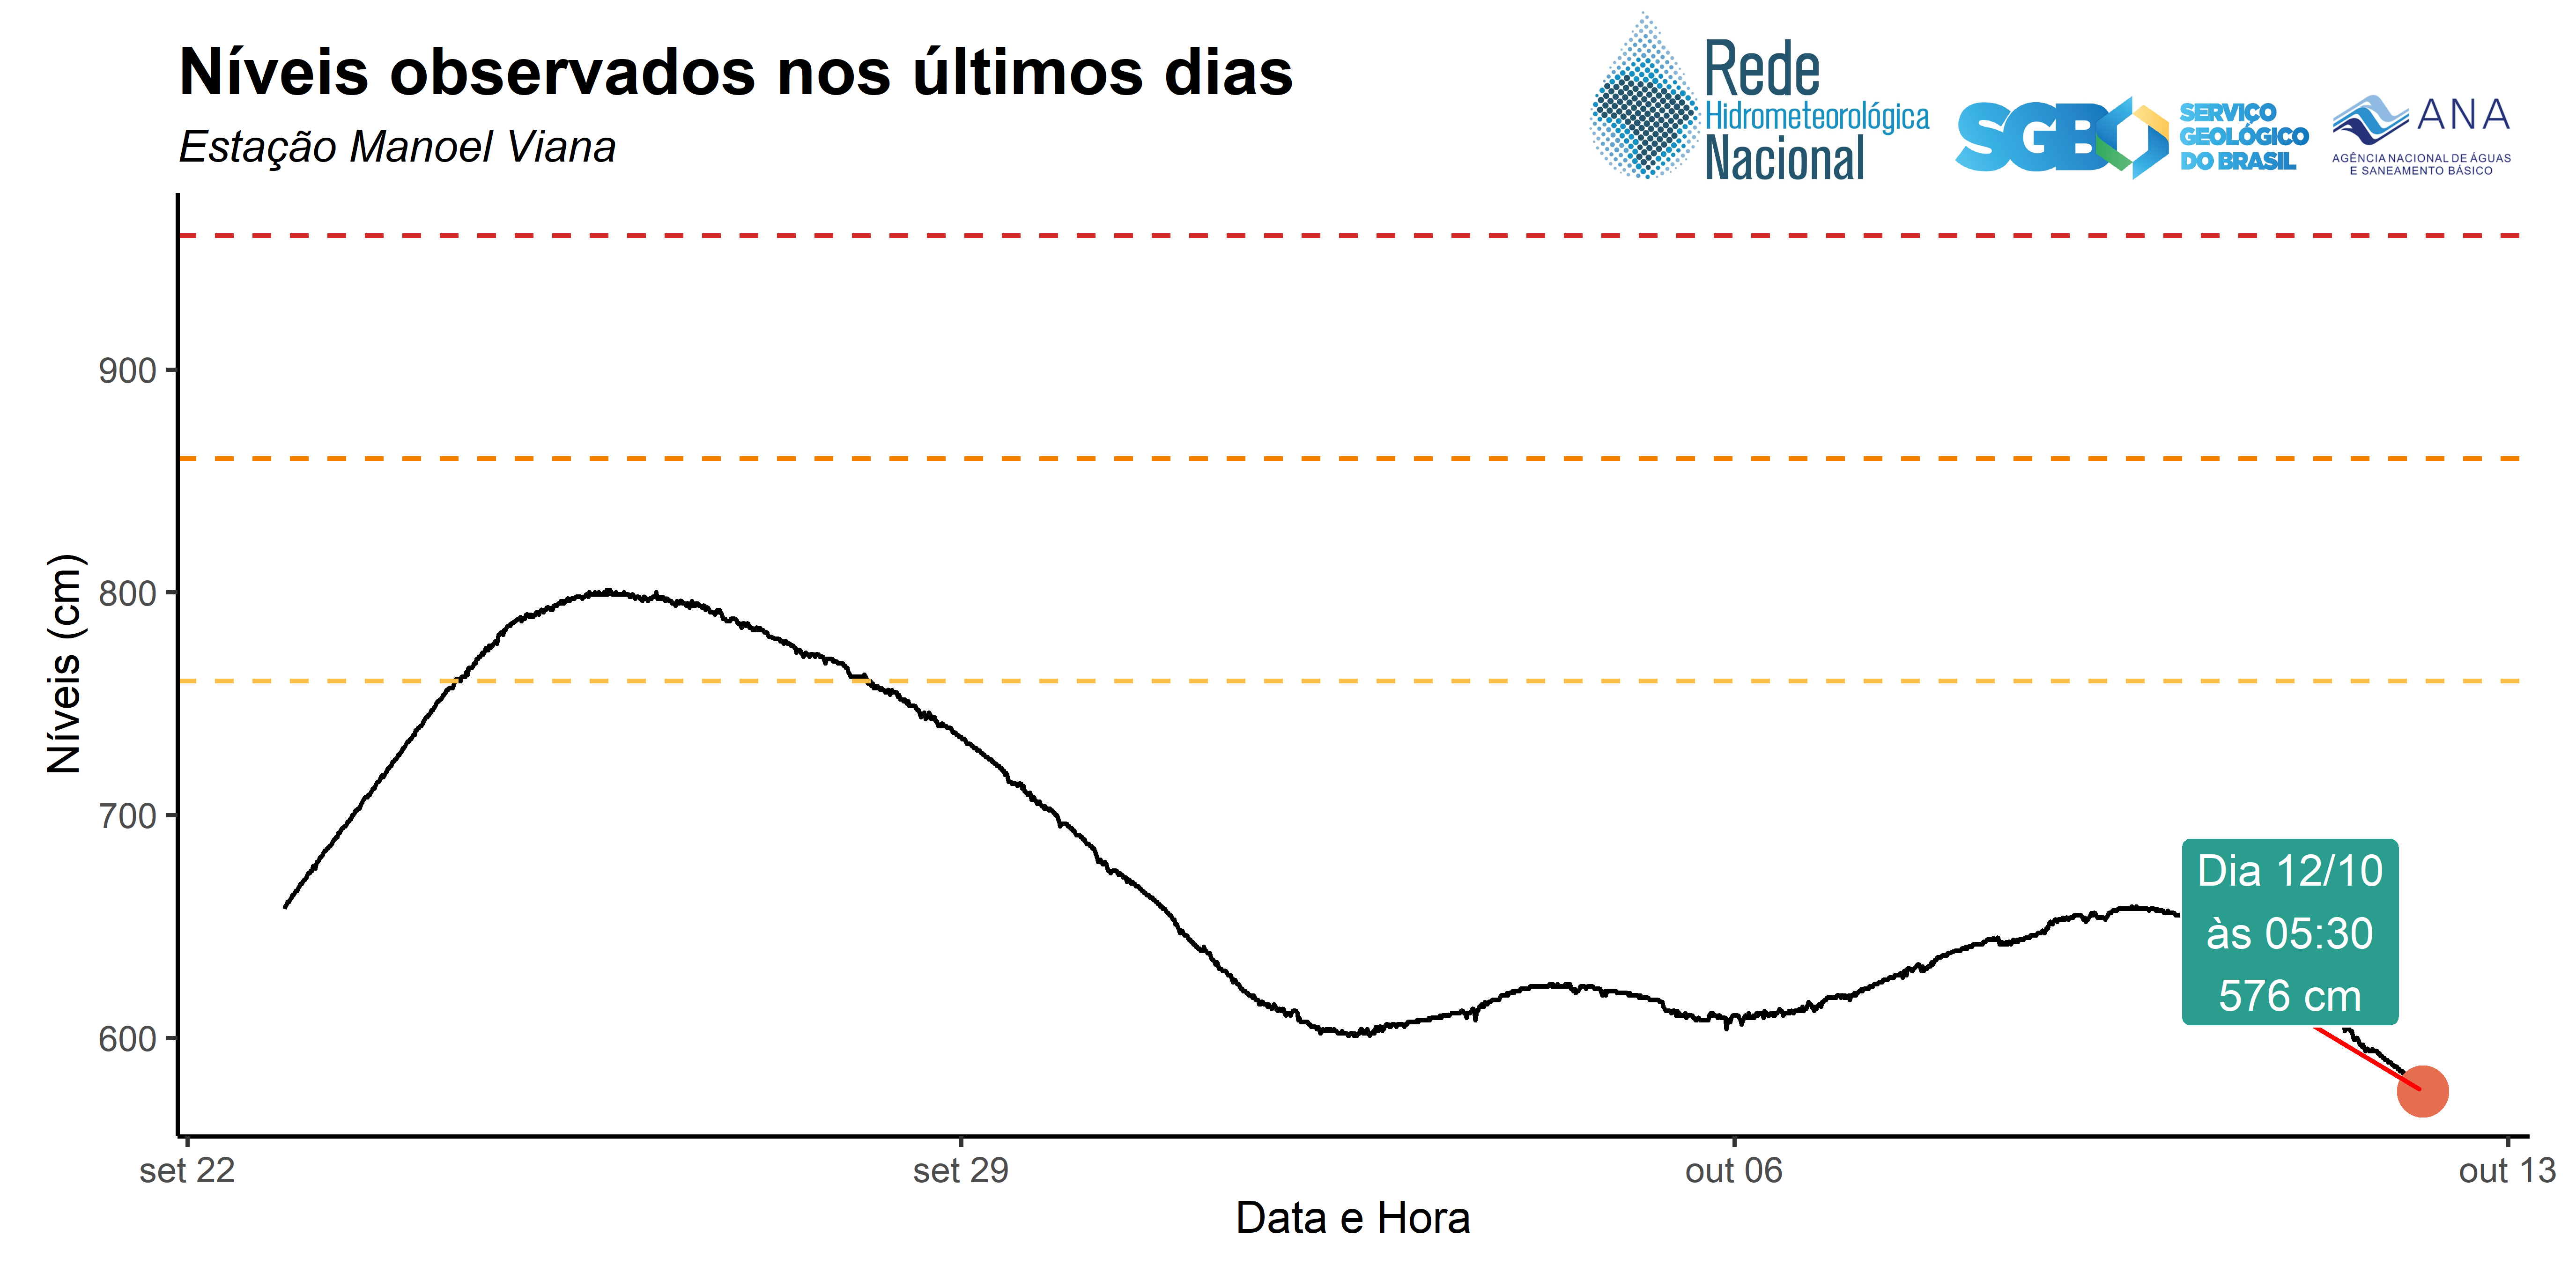 Níveis observados nos últimos dias
Estação Manoel Viana
Rede
Hidrometeorológica
Nacional
SGB
SERVIÇO
GEOLÓGICO
DO BRASIL
ANA
AGÊNCIA NACIONAL DE ÁGUAS
E SANEAMENTO BÁSICO
Níveis (cm)
900
800
700
600
Dia 12/10
às 05:30
576 cm
set 22
set 29
out 06
out 13
Data e Hora